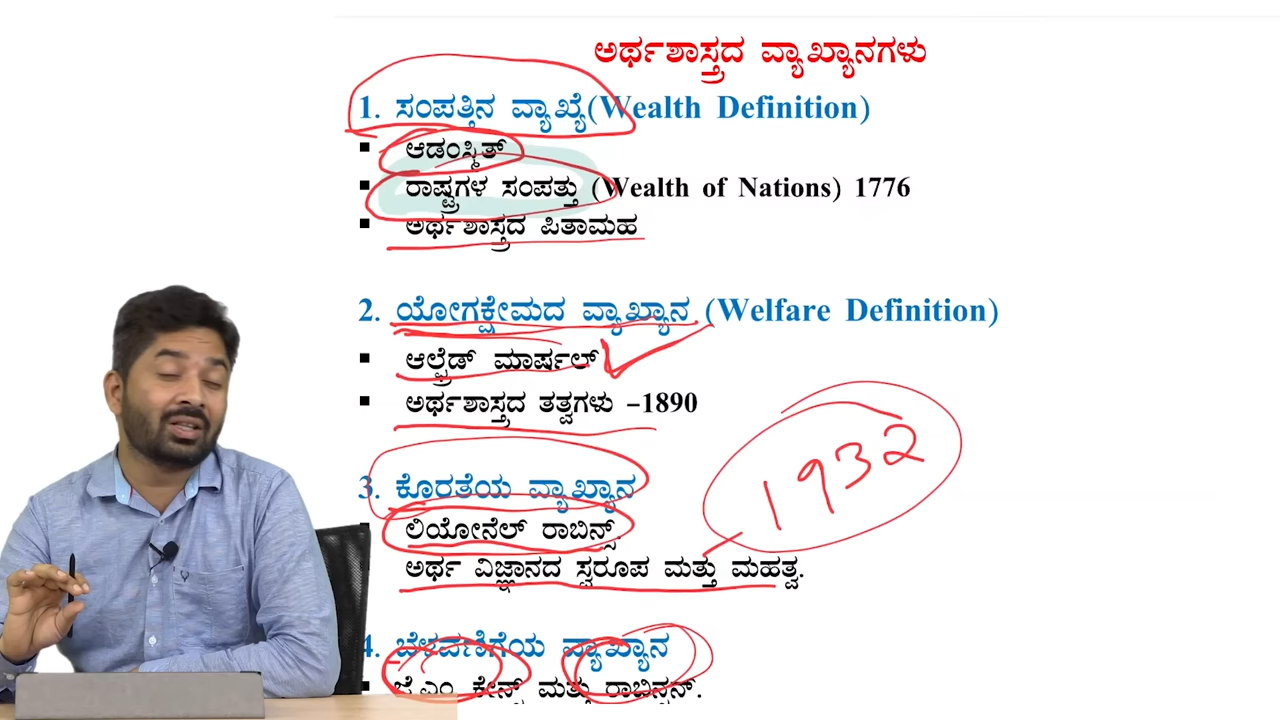 ಅರ್ಥಶಾಸ್ತ್ರದ ವ್ಯಾಖ್ಯಾನಗಳು
1. ಸಂಪತ್ತಿನ ವ್ಯಾಖ್ಯೆ(Wealth Definition)
▪ ಆಡಂಸ್ಮಿತ್
▪ ರಾಷ್ಟ್ರಗಳ ಸಂಪತ್ತು (Wealth of Nations) 1776
▪ ಅರ್ಥಶಾಸ್ತ್ರದ ಪಿತಾಮಹ
2. ಯೋಗಕ್ಷೇಮದ ವ್ಯಾಖ್ಯಾನ (Welfare Definition)
▪ ಆಲ್ಫ್ರೆಡ್ ಮಾರ್ಷಲ್
▪ ಅರ್ಥಶಾಸ್ತ್ರದ ತತ್ವಗಳು –1890
3. ಕೊರತೆಯ ವ್ಯಾಖ್ಯಾನ
ಲಿಯೋನೆಲ್ ರಾಬಿನ್ಸ್.
ಅರ್ಥ ವಿಜ್ಞಾನದ ಸ್ವರೂಪ ಮತ್ತು ಮಹತ್ವ.
– 1932
4. ಬೆಳವಣಿಗೆಯ ವ್ಯಾಖ್ಯಾನ
▪ ಜೆ.ಎಂ ಕೇನ್ಸ್ ಮತ್ತು ರಾಬಿನ್ಸನ್.